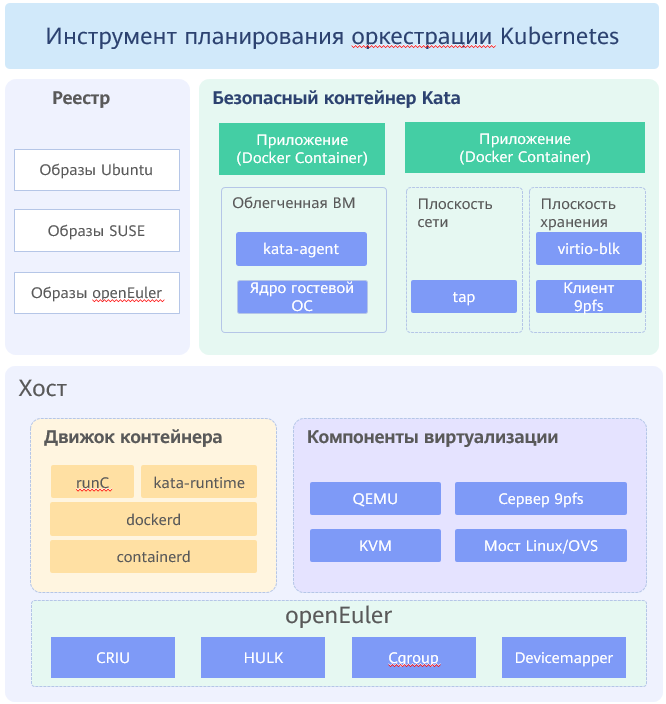 Инструмент планирования оркестрации Kubernetes
Реестр
Образы Ubuntu
Образы SUSE
Образы openEuler
Безопасный контейнер Kata
Приложение
(Docker Container)
Приложение
(Docker Container)
Облегченная ВМ
kata-agent
Ядро гостевой
ОС
Плоскость
сети
tap
Плоскость
хранения
virtio-blk
Клиент
9pfs
Хост
Движок контейнера
runC
kata-runtime
dockerd
containerd
Компоненты виртуализации
QEMU
Сервер 9pfs
KVM
Мост Linux/OVS
openEuler
CRIU
HULK
Cgroup
Devicemapper